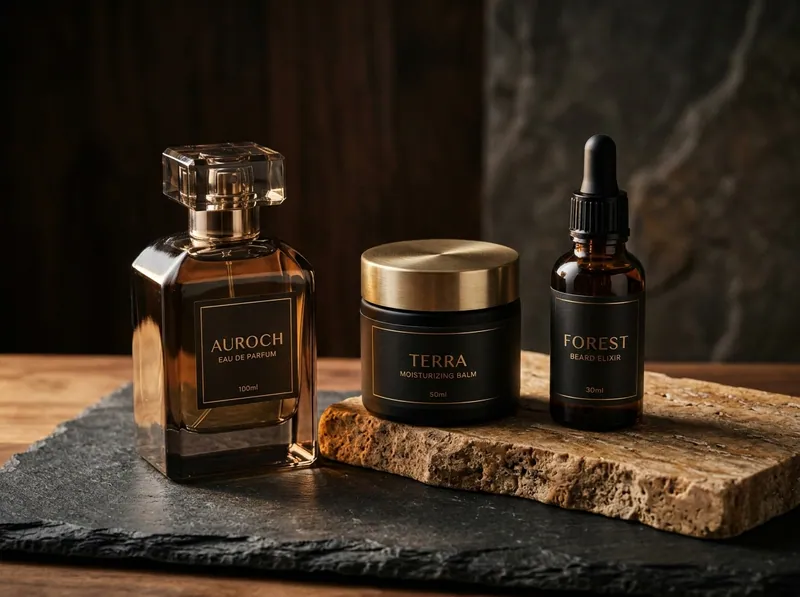 AUROCH
EAU DE PARFUM
100ml
TERRA
MOISTURIZING BALM
50ml
FOREST
BEARD ELIXIR
30ml